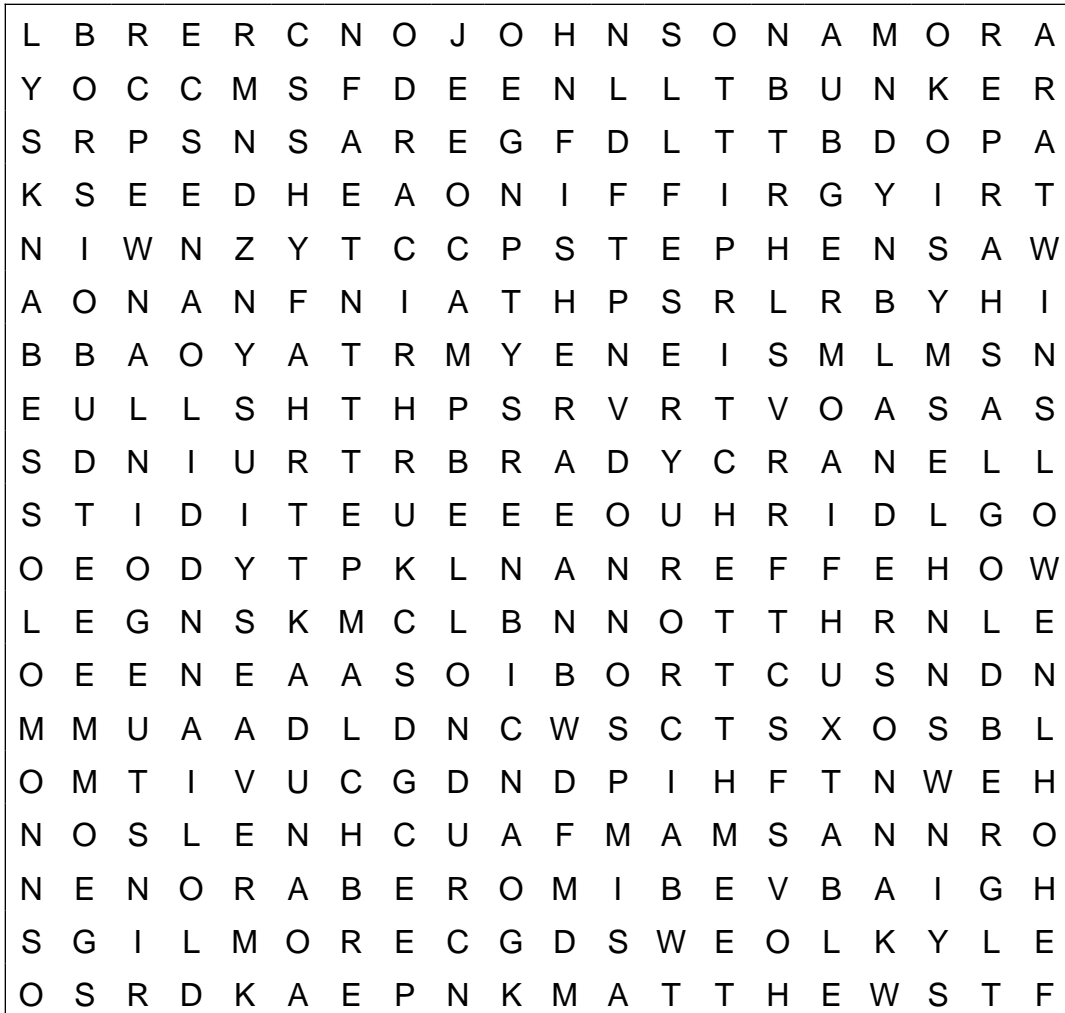 L B R E R C N O J O H N S O N A M O R A
Y O C C M S F D E E N L L T B U N K E R
S R P S N S A R E G F D L T T B D O P A
K S E E D H E A O N I F F I R G Y I R T
N I W N Z Y T C C P S T E P H E N S A W
A O N A N F N I A T H P S R L R B Y H I
B B A O Y A T R M Y E N E I S M L M S N
E U L L S H T H P S R V R T V O A S A S
S D N I U R T R B R A D Y C R A N E L L
S T I D I T E U E E E O U H R I D L G O
O E O D Y T P K L N A N R E F F E H O W
L E G N S K M C L B N N O T T H R N L E
O E E N E A A S O I B O R T C U S N D N
M M U A A D L D N C W S C T S X O S B L
O M T I V U C G D N D P I H F T N W E H
N O S L E N H C U A F M A M S A N N R O
N E N O R A B E R O M I B E V B A I G H
S G I L M O R E C G D S W E O L K Y L E
O S R D K A E P N K M A T T H E W S T F